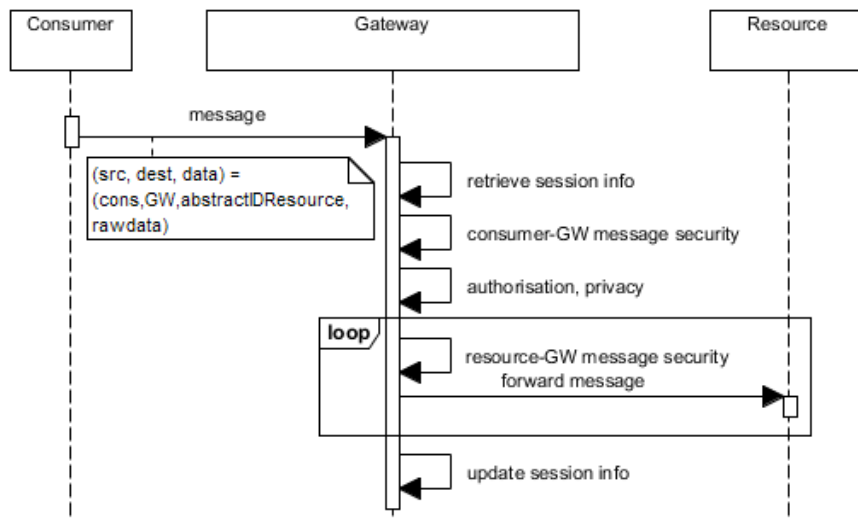 Consumer
Gateway
Resource
message
(src, dest, data) =
(cons,GW,abstractIDResource,
rawdata)
retrieve session info
consumer-GW message security
authorisation, privacy
loop
resource-GW message security
forward message
update session info